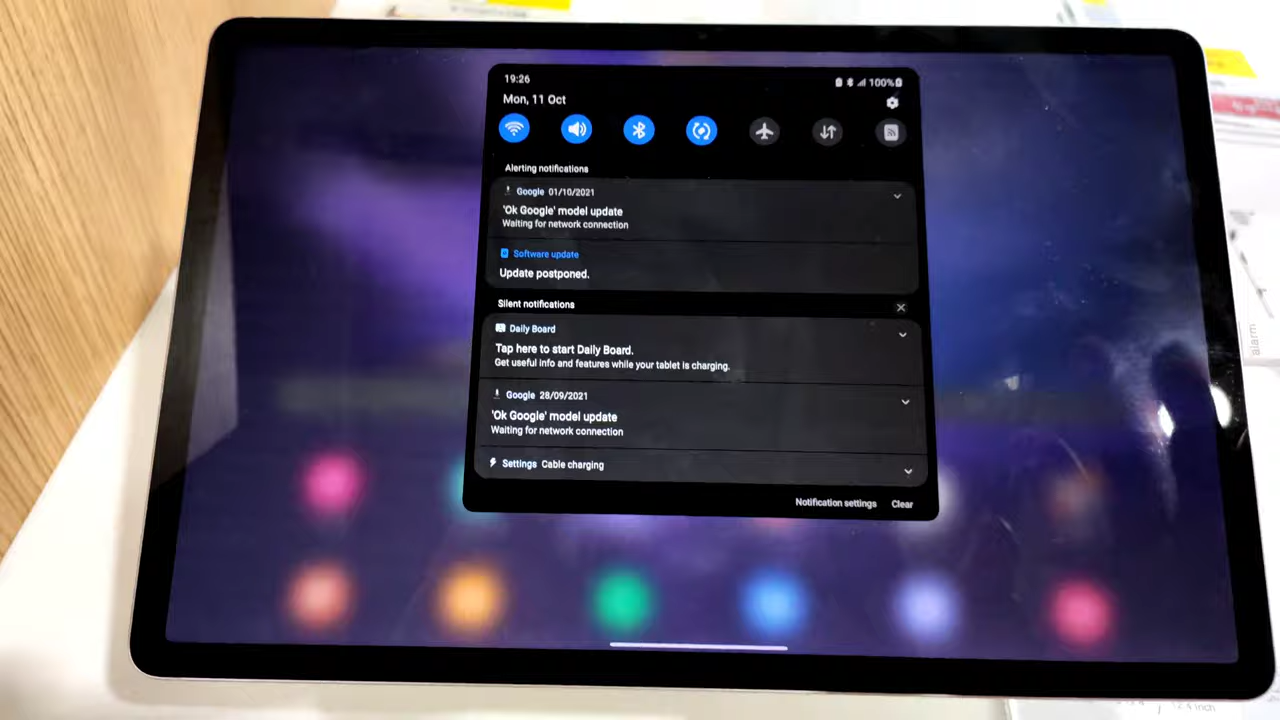 19:26
100%
Mon, 11 Oct
Alerting notifications
Google 01/10/2021
'Ok Google' model update
Waiting for network connection
Software update
Update postponed.
Silent notifications
Daily Board
Tap here to start Daily Board.
Get useful info and features while your tablet is charging.
Google 28/09/2021
'Ok Google' model update
Waiting for network connection
Settings Cable charging
Notification settings Clear
alarm